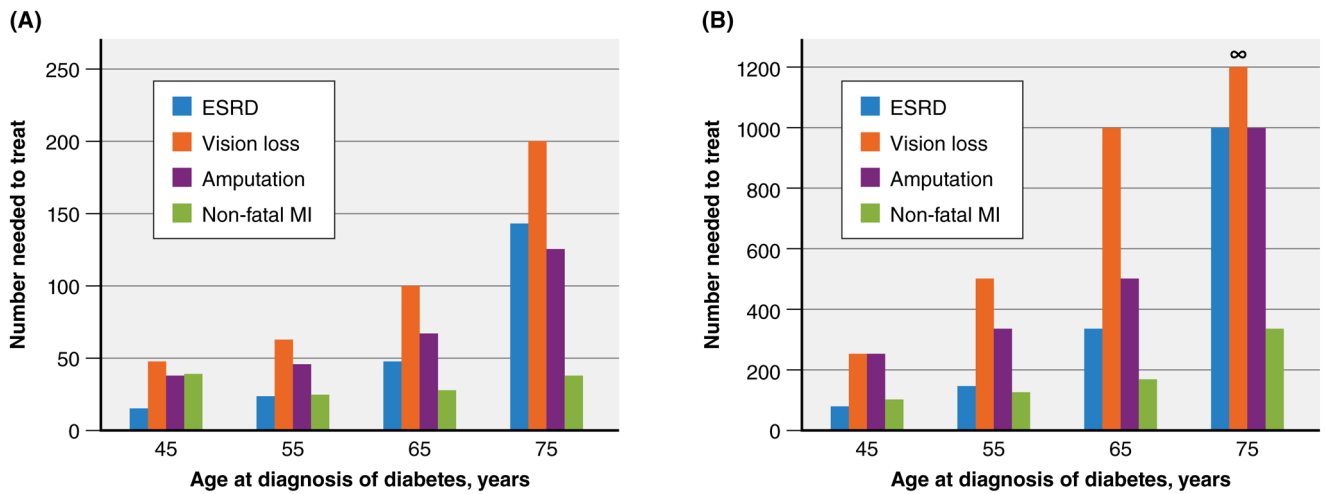 (A)
Number needed to treat
250
200
150
100
50
0
ESRD
Vision loss
Amputation
Non-fatal MI
45 55 65 75
Age at diagnosis of diabetes, years
(B)
Number needed to treat
1200
1000
800
600
400
200
0
ESRD
Vision loss
Amputation
Non-fatal MI
∞
45 55 65 75
Age at diagnosis of diabetes, years